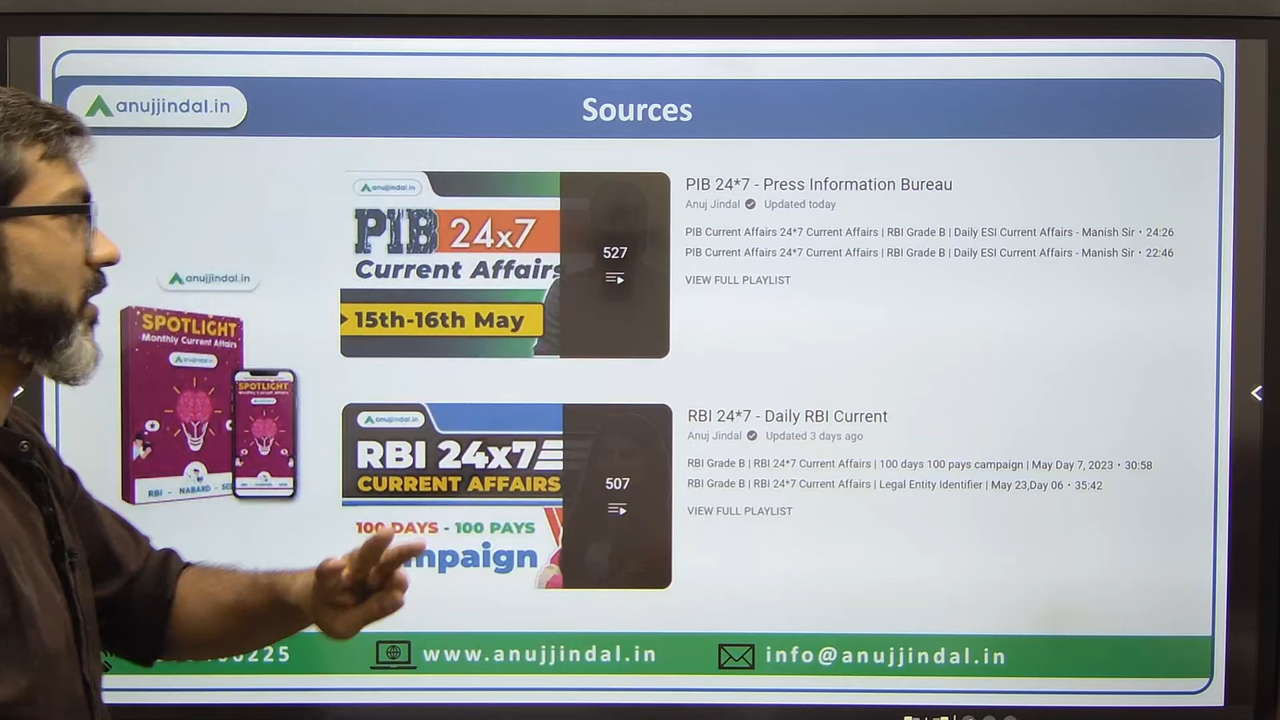 anujjindal.in
Sources
anujjindal.in
SPOTLIGHT
Monthly Current Affairs
anujjindal.in
SPOTLIGHT
Monthly Current Affairs
RBI - NABARD - SE
anujjindal.in
PIB 24x7
Current Affairs
15th-16th May
527
PIB 24*7 - Press Information Bureau
Anuj Jindal Updated today
PIB Current Affairs 24*7 Current Affairs | RBI Grade B | Daily ESI Current Affairs - Manish Sir • 24:26
PIB Current Affairs 24*7 Current Affairs | RBI Grade B | Daily ESI Current Affairs - Manish Sir • 22:46
VIEW FULL PLAYLIST
anujjindal.in
RBI 24x7
CURRENT AFFAIRS
100 DAYS - 100 PAYS
mpaign
507
RBI 24*7 - Daily RBI Current
Anuj Jindal Updated 3 days ago
RBI Grade B | RBI 24*7 Current Affairs | 100 days 100 pays campaign | May Day 7, 2023 • 30:58
RBI Grade B | RBI 24*7 Current Affairs | Legal Entity Identifier | May 23,Day 06 • 35:42
VIEW FULL PLAYLIST
225
www.anujjindal.in
info@anujjindal.in